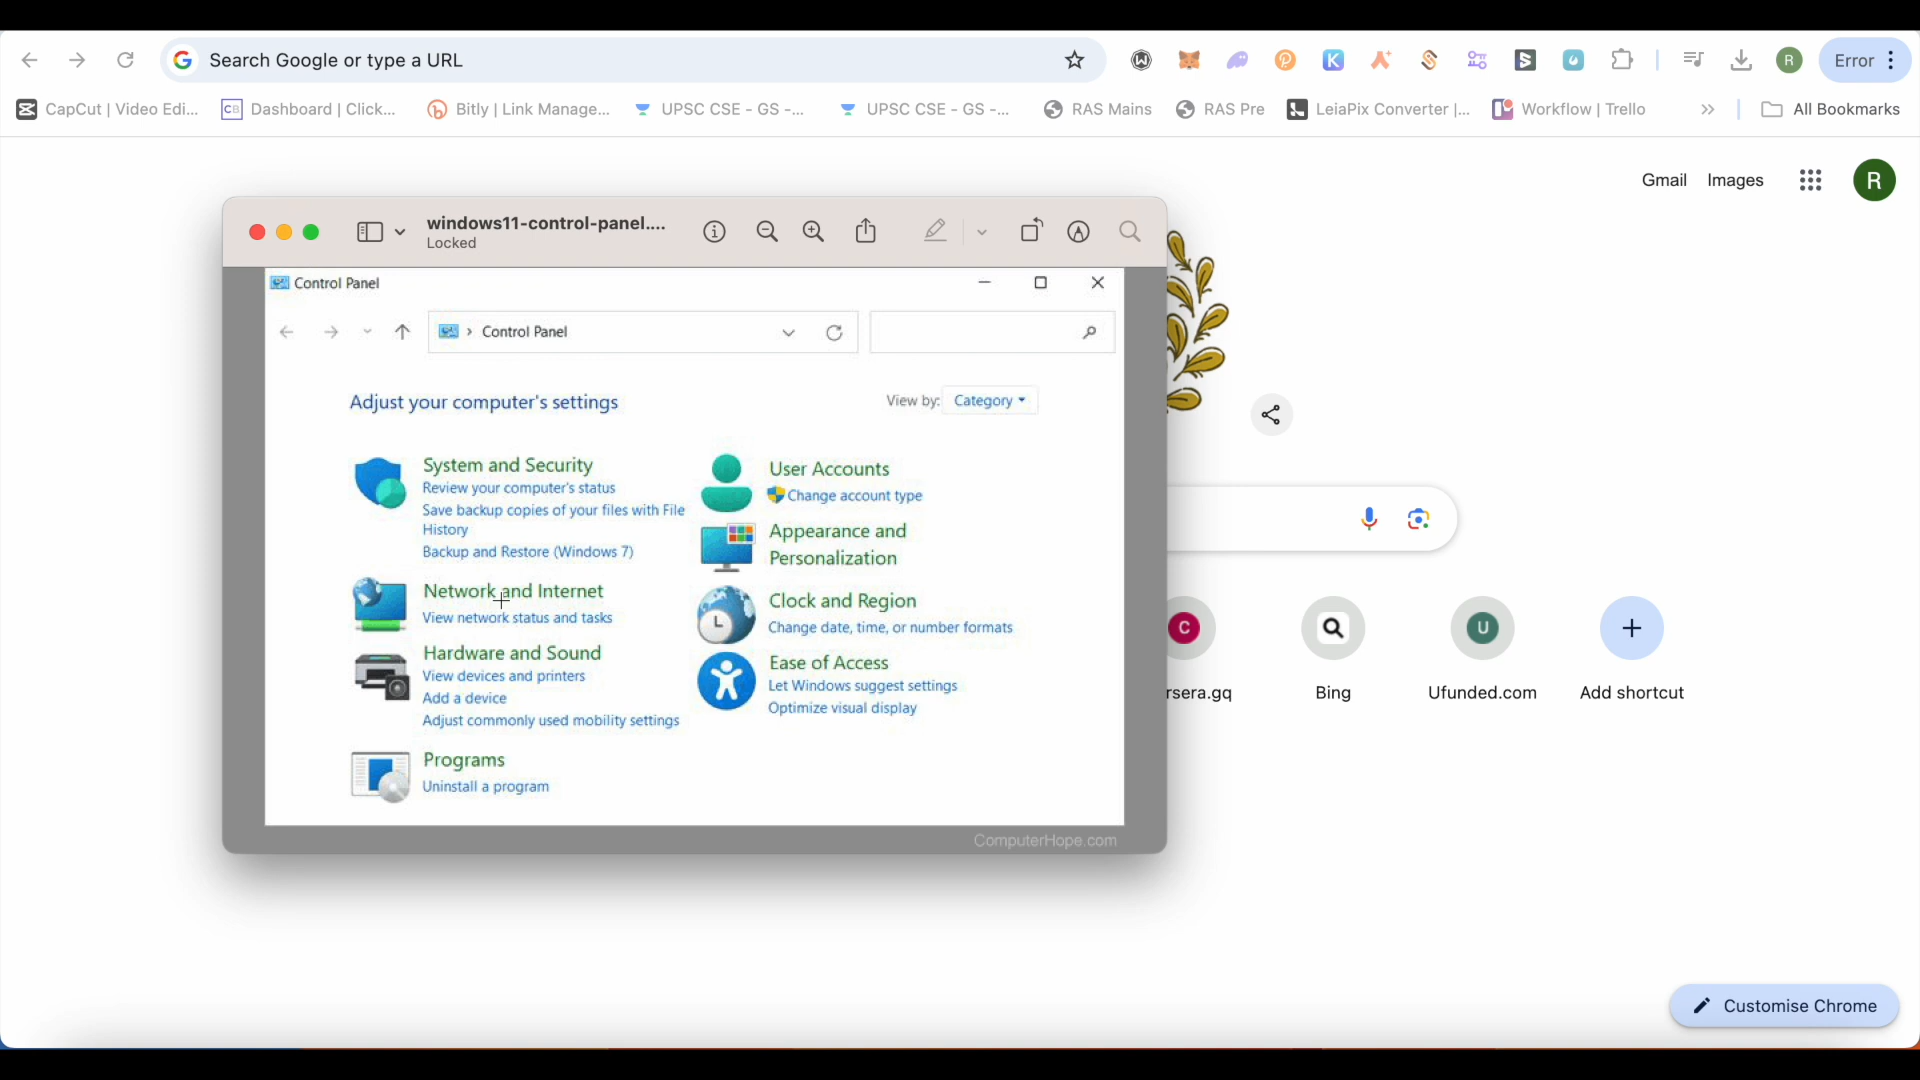 Search Google or type a URL
Error
CapCut | Video Edi...
Dashboard | Click...
Bitly | Link Manage...
UPSC CSE - GS -...
UPSC CSE - GS -...
RAS Mains
RAS Pre
LeiaPix Converter |...
Workflow | Trello
All Bookmarks
Gmail
Images
R
windows11-control-panel....
Locked
Control Panel
Control Panel
Adjust your computer's settings
View by: Category
System and Security
Review your computer's status
Save backup copies of your files with File
History
Backup and Restore (Windows 7)
Network and Internet
View network status and tasks
Hardware and Sound
View devices and printers
Add a device
Adjust commonly used mobility settings
Programs
Uninstall a program
User Accounts
Change account type
Appearance and
Personalization
Clock and Region
Change date, time, or number formats
Ease of Access
Let Windows suggest settings
Optimize visual display
ComputerHope.com
C
rsera.gq
Bing
U
Ufunded.com
Add shortcut
Customise Chrome